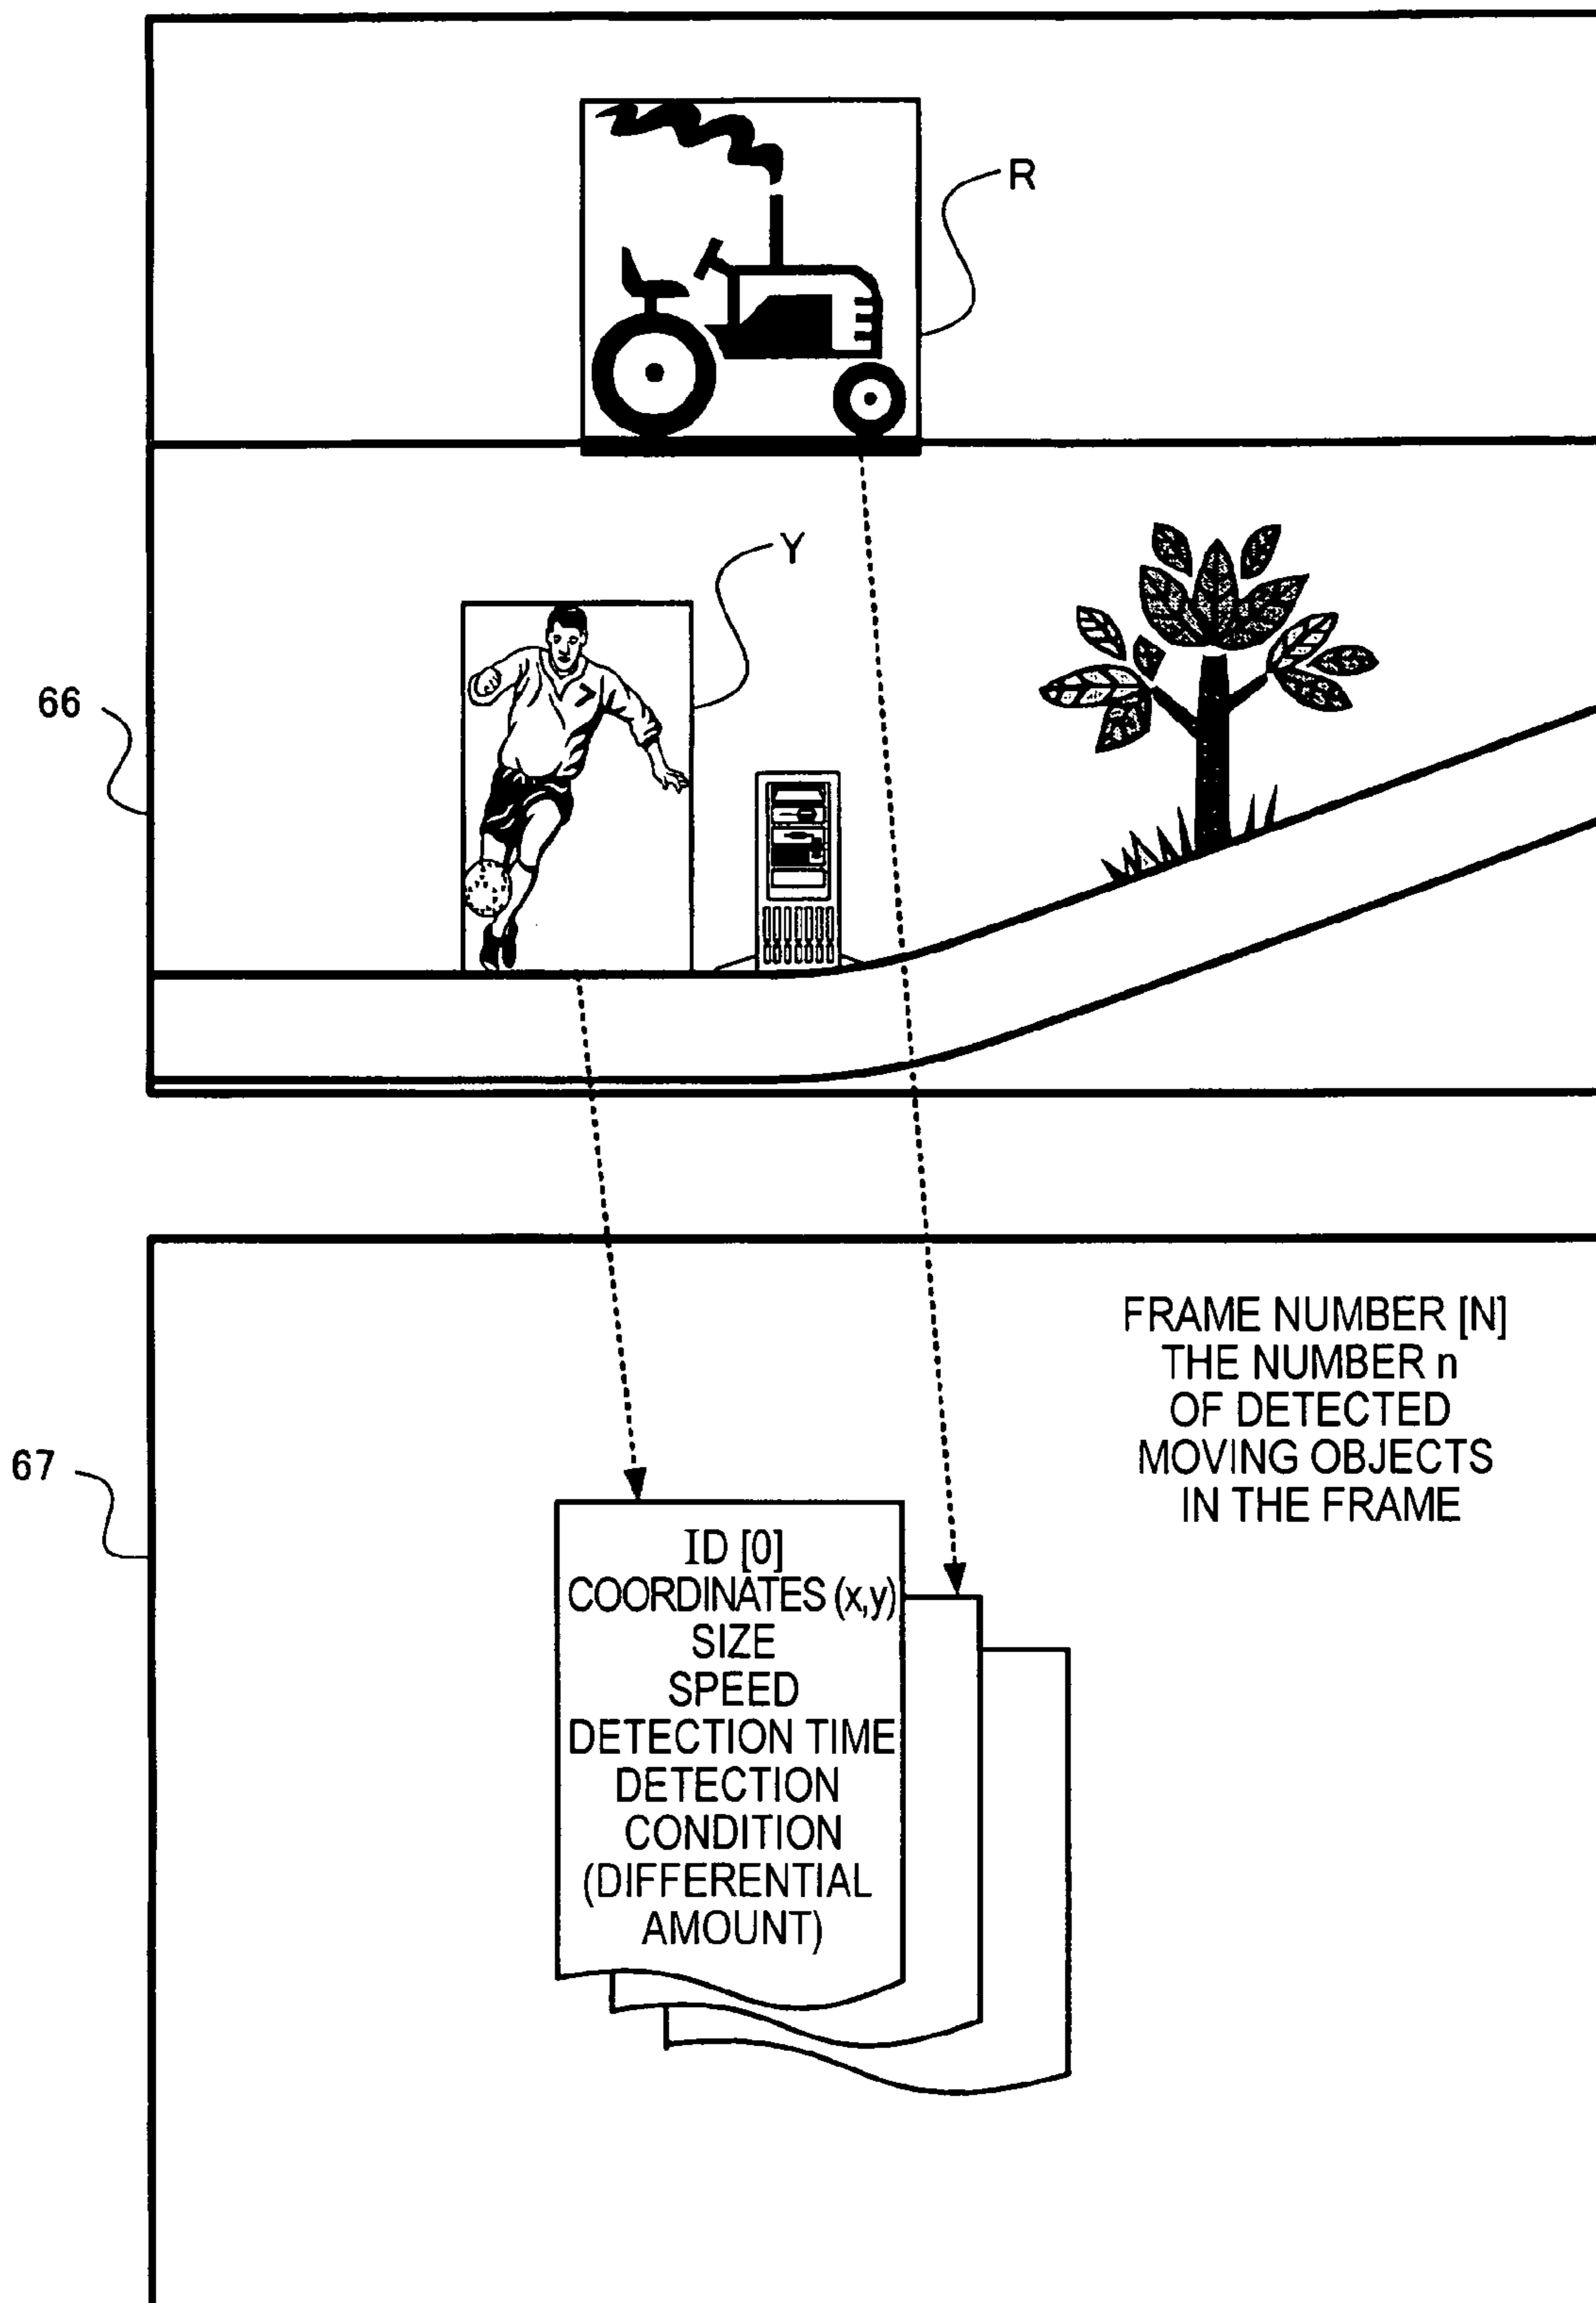 R
Y
66
FRAME NUMBER [N]
THE NUMBER n
OF DETECTED
MOVING OBJECTS
IN THE FRAME
67
ID [0]
COORDINATES (x,y)
SIZE
SPEED
DETECTION TIME
DETECTION
CONDITION
(DIFFERENTIAL
AMOUNT)